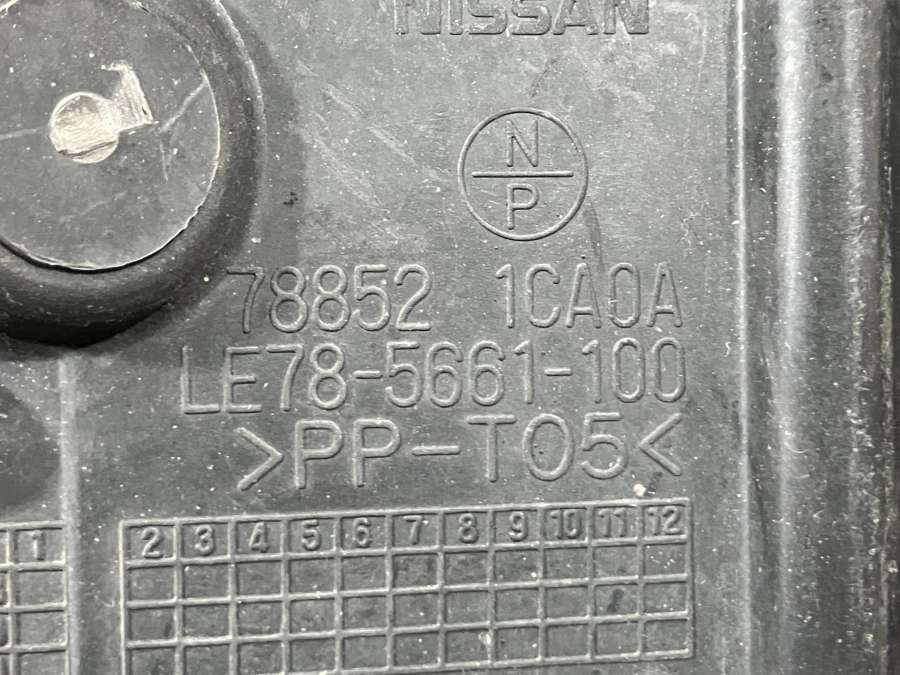 NISSAN
N
P
78852 1CA0A
LE78-5661-100
>PP-T05<
1 2 3 4 5 6 7 8 9 10 11 12